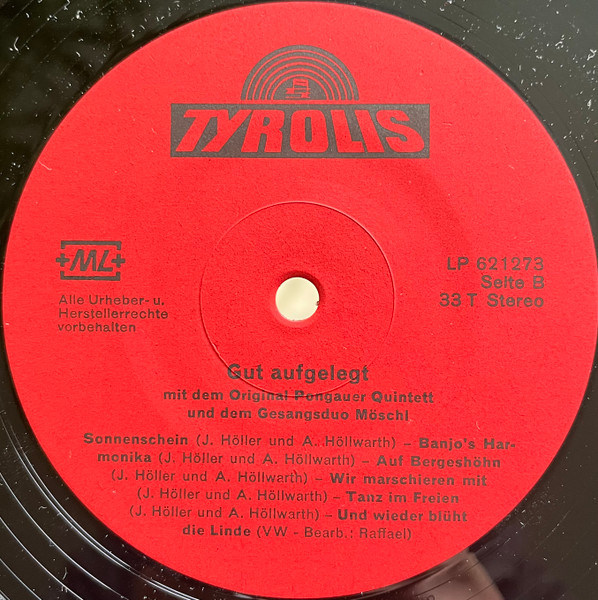 TYROLIS
+ML+
Alle Urheber- u.
Herstellerrechte
vorbehalten
LP 621273
Seite B
33 T Stereo
Gut aufgelegt
mit dem Original Pongauer Quintett
und dem Gesangsduo Möschl
Sonnenschein (J. Höller und A. Höllwarth) – Banjo's Har-
monika (J. Höller und A. Höllwarth) – Auf Bergeshöhn
(J. Höller und A. Höllwarth) – Wir marschieren mit
(J. Höller und A. Höllwarth) – Tanz im Freien
(J. Höller und A. Höllwarth) – Und wieder blüht
die Linde (VW - Bearb.: Raffael)